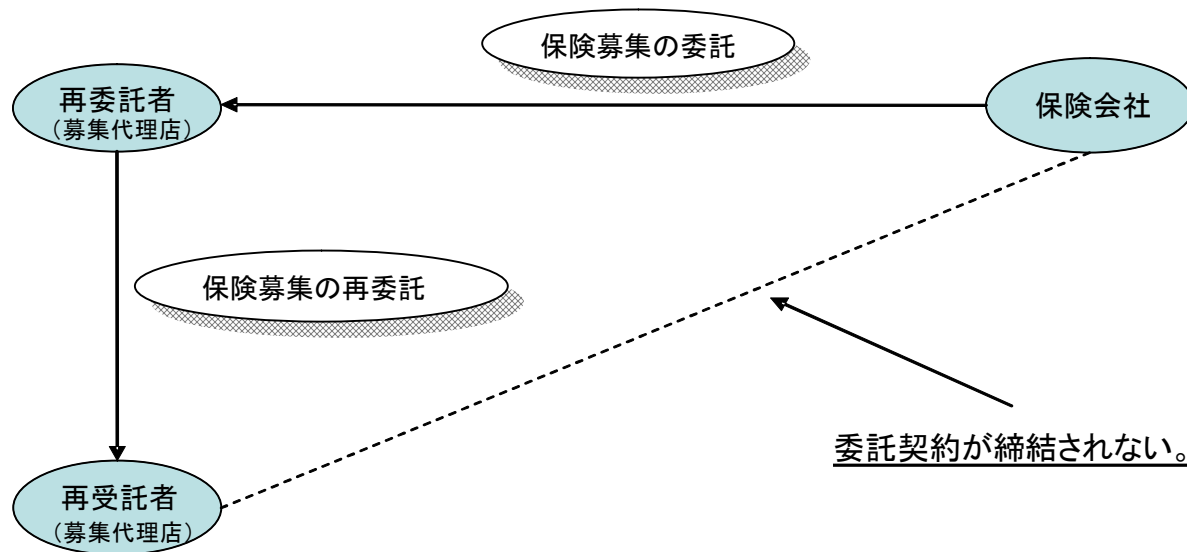 保険募集の委託
再委託者
（募集代理店）
保険会社
保険募集の再委託
委託契約が締結されない。
再受託者
（募集代理店）